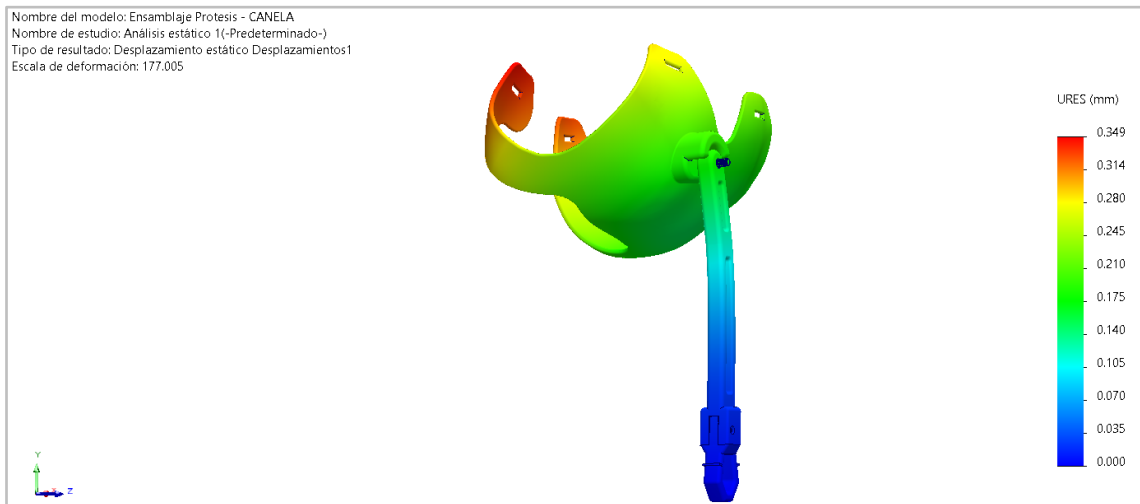 Nombre del modelo: Ensamblaje Protesis - CANELA
Nombre de estudio: Análisis estático 1(-Predeterminado-)
Tipo de resultado: Desplazamiento estático Desplazamientos1
Escala de deformación: 177.005
URES (mm)
0.349
0.314
0.280
0.245
0.210
0.175
0.140
0.105
0.070
0.035
0.000
Y
Z